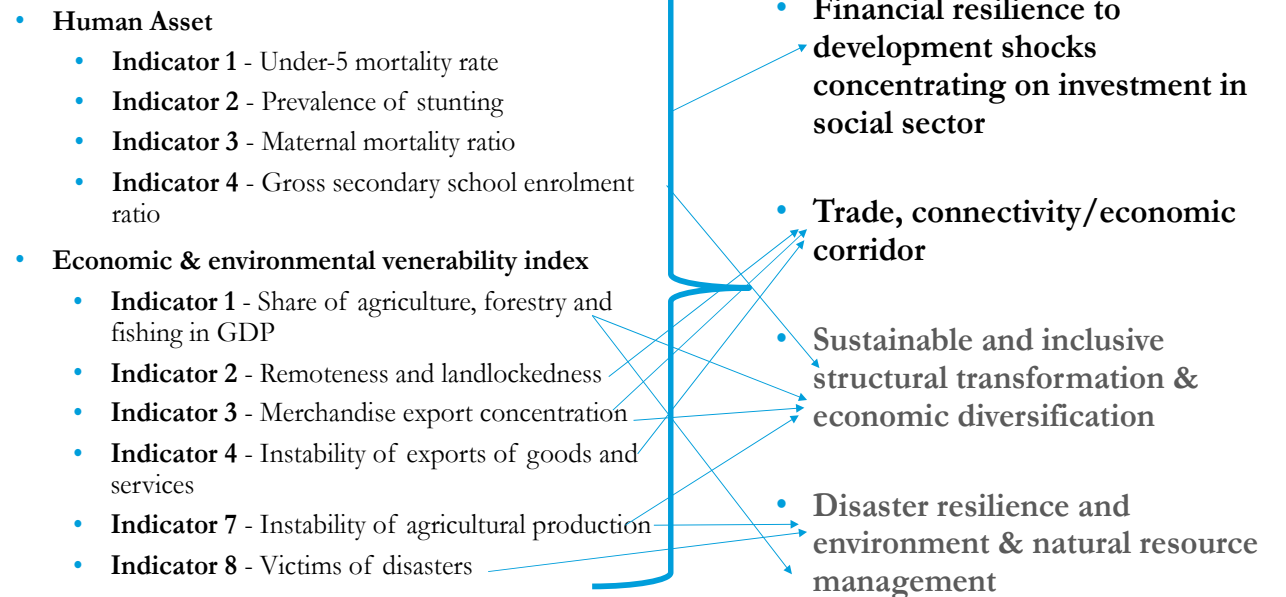 • Human Asset
• Indicator 1 - Under-5 mortality rate
• Indicator 2 - Prevalence of stunting
• Indicator 3 - Maternal mortality ratio
• Indicator 4 - Gross secondary school enrolment
ratio
• Economic & environmental venerability index
• Indicator 1 - Share of agriculture, forestry and
fishing in GDP
• Indicator 2 - Remoteness and landlockedness
• Indicator 3 - Merchandise export concentration
• Indicator 4 - Instability of exports of goods and
services
• Indicator 7 - Instability of agricultural production
• Indicator 8 - Victims of disasters
• Financial resilience to
development shocks
concentrating on investment in
social sector
• Trade, connectivity/economic
corridor
• Sustainable and inclusive
structural transformation &
economic diversification
• Disaster resilience and
environment & natural resource
management